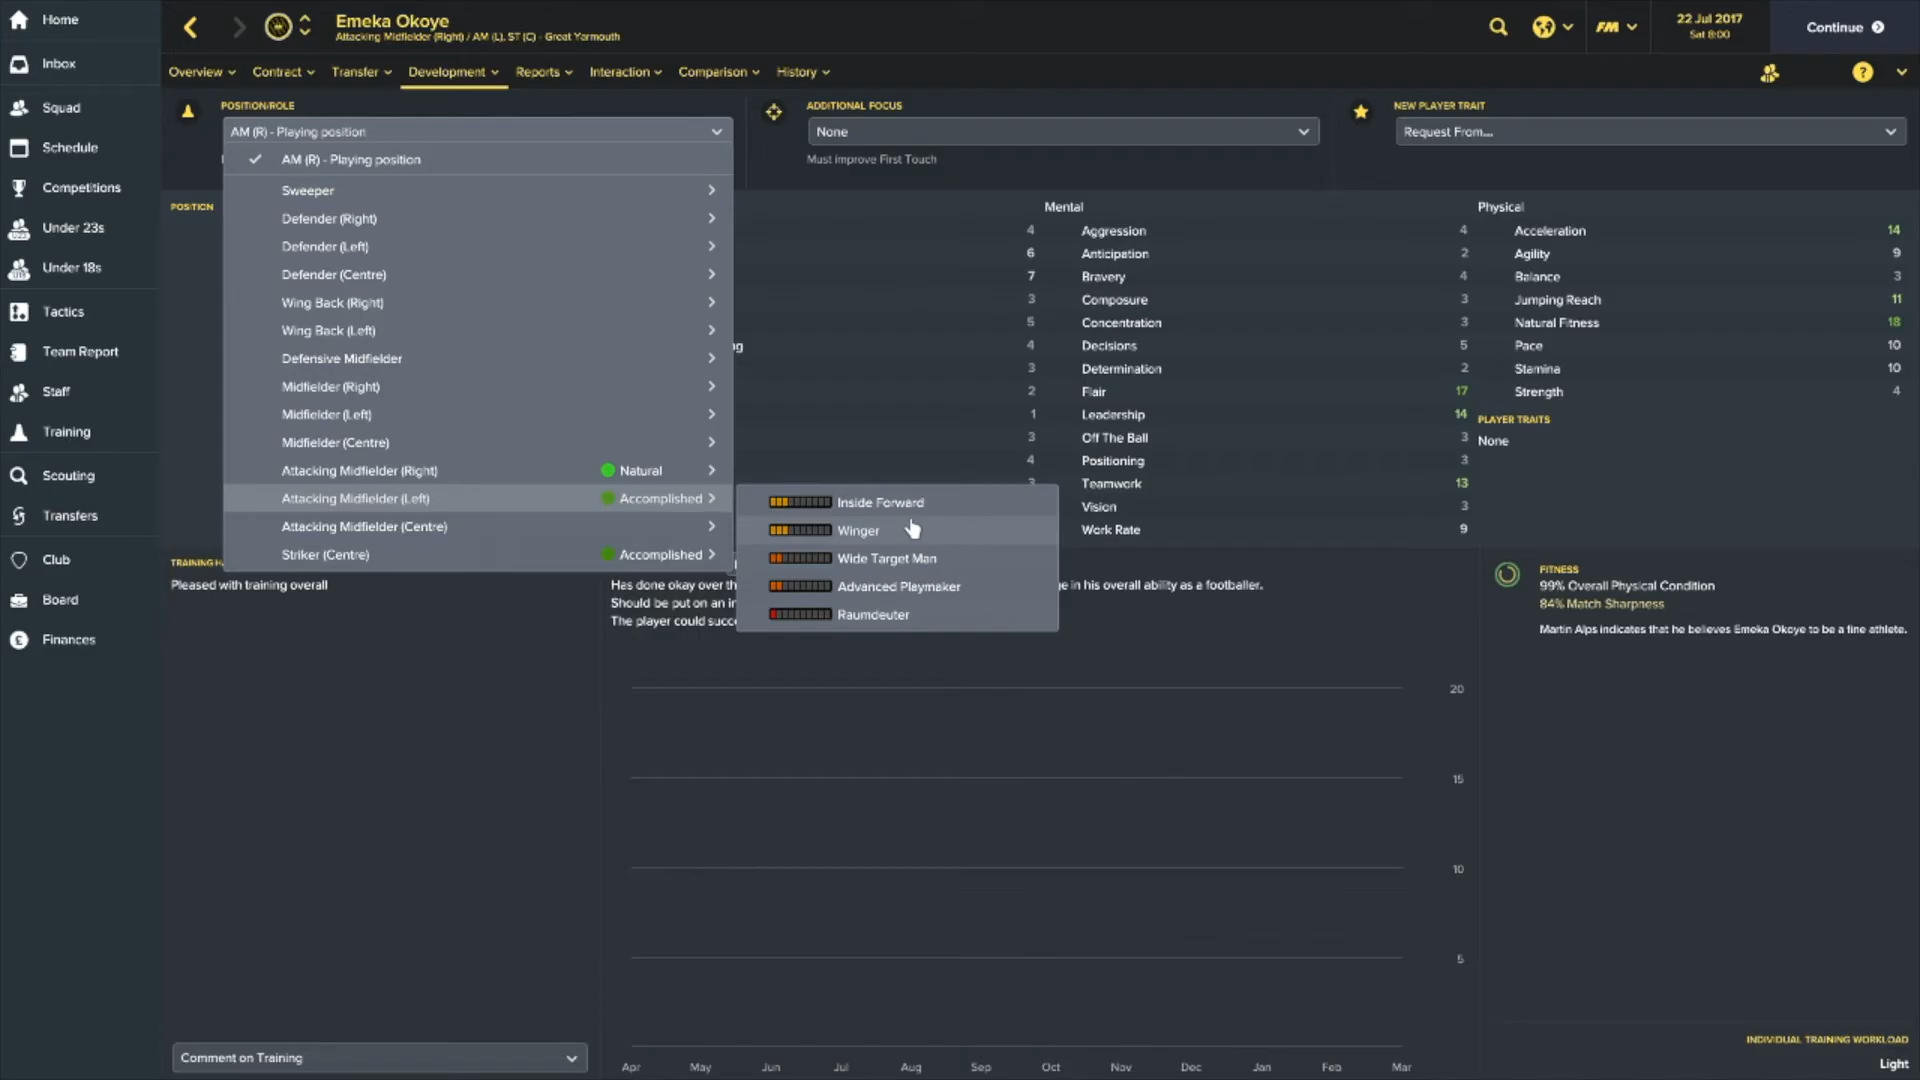 Home
Inbox
Squad
Schedule
Competitions
Under 23s
Under 18s
Tactics
Team Report
Staff
Training
Scouting
Transfers
Club
Board
Finances
Emeka Okoye
Attacking Midfielder (Right) / AM (L), ST (C) - Great Yarmouth
FM
22 Jul 2017
Sat 8:00
Continue
Overview
Contract
Transfer
Development
Reports
Interaction
Comparison
History
?
POSITION/ROLE
AM (R) - Playing position
AM (R) - Playing position
Sweeper
Defender (Right)
Defender (Left)
Defender (Centre)
Wing Back (Right)
Wing Back (Left)
Defensive Midfielder
Midfielder (Right)
Midfielder (Left)
Midfielder (Centre)
Attacking Midfielder (Right) Natural
Attacking Midfielder (Left) Accomplished
Attacking Midfielder (Centre)
Striker (Centre) Accomplished
Inside Forward
Winger
Wide Target Man
Advanced Playmaker
Raumdeuter
ADDITIONAL FOCUS
None
Must improve First Touch
NEW PLAYER TRAIT
Request From...
POSITION
4
6
7
3
5
ng 4
3
2
1
3
4
3
Mental
Aggression 4
Anticipation 2
Bravery 4
Composure 3
Concentration 3
Decisions 5
Determination 2
Flair 17
Leadership 14
Off The Ball 3
Positioning 3
Teamwork 13
Vision 3
Work Rate 9
Physical
Acceleration 14
Agility 9
Balance 3
Jumping Reach 11
Natural Fitness 18
Pace 10
Stamina 10
Strength 4
PLAYER TRAITS
None
TRAINING H
Pleased with training overall
Has done okay over th e in his overall ability as a footballer.
Should be put on an in
The player could succ
FITNESS
99% Overall Physical Condition
84% Match Sharpness
Martin Alps indicates that he believes Emeka Okoye to be a fine athlete.
20
15
10
5
Apr May Jun Jul Aug Sep Oct Nov Dec Jan Feb Mar
Comment on Training
INDIVIDUAL TRAINING WORKLOAD
Light